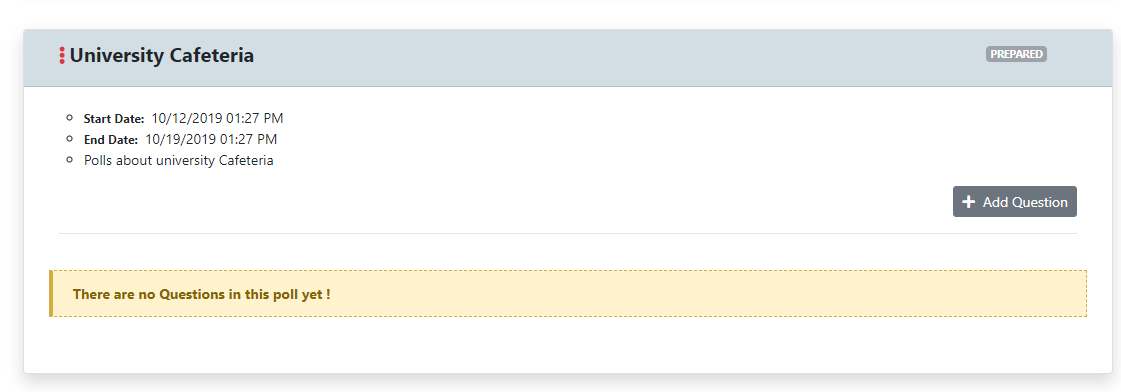 University Cafeteria
PREPARED
Start Date: 10/12/2019 01:27 PM
End Date: 10/19/2019 01:27 PM
Polls about university Cafeteria
Add Question
There are no Questions in this poll yet !